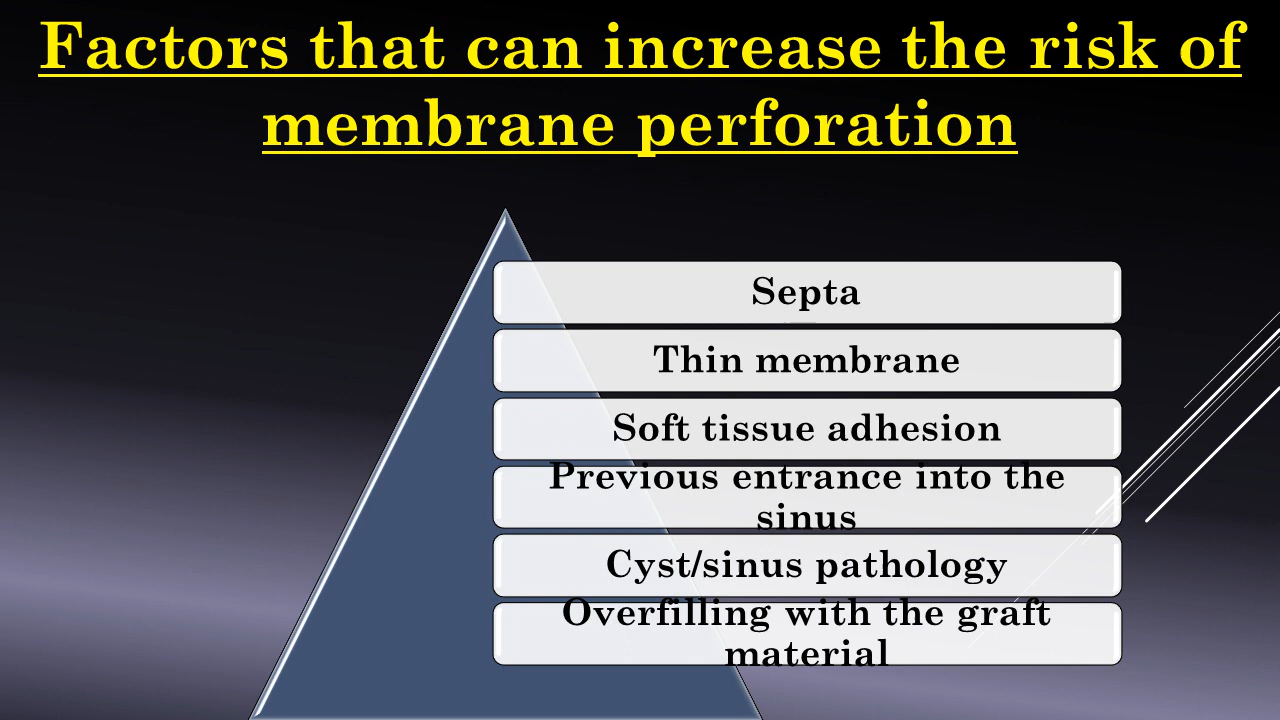 Factors that can increase the risk of
membrane perforation
Septa
Thin membrane
Soft tissue adhesion
Previous entrance into the
sinus
Cyst/sinus pathology
Overfilling with the graft
material